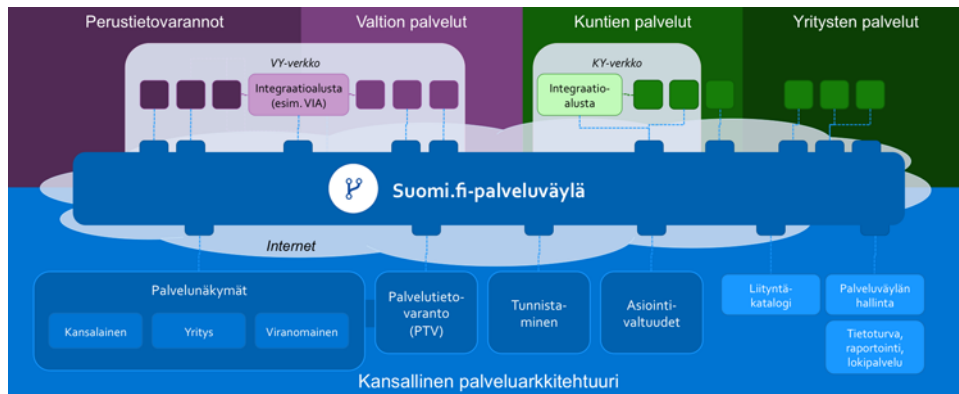 Perustietovarannot
Valtion palvelut
Kuntien palvelut
Yritysten palvelut
VY-verkko
KY-verkko
Integraatioalusta
(esim. VIA)
Integraatio-
alusta
Suomi.fi-palveluväylä
Internet
Palvelunäkymät
Kansalainen
Yritys
Viranomainen
Palvelutieto-
varanto
(PTV)
Tunnista-
minen
Asiointi-
valtuudet
Liityntä-
katalogi
Palveluväylän
hallinta
Tietoturva,
raportointi,
lokipalvelu
Kansallinen palveluarkkitehtuuri